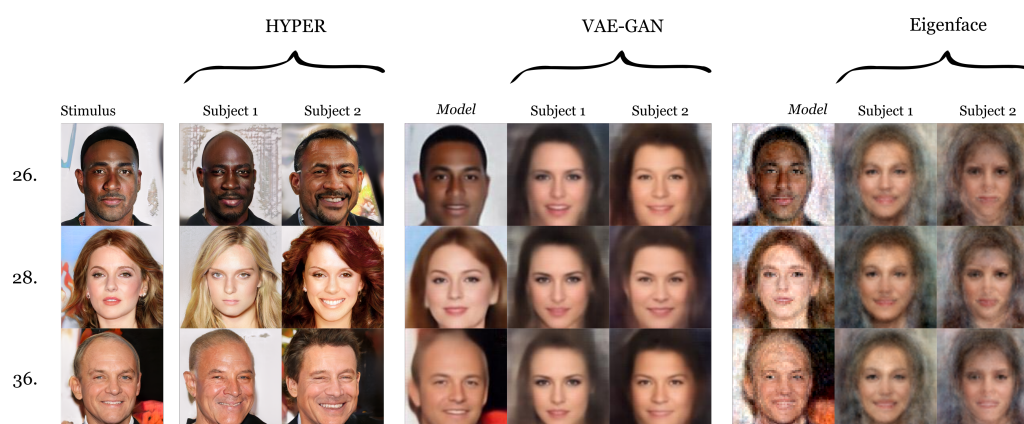 HYPER VAE-GAN Eigenface
Stimulus Subject 1 Subject 2 Model Subject 1 Subject 2 Model Subject 1 Subject 2
26.
28.
36.